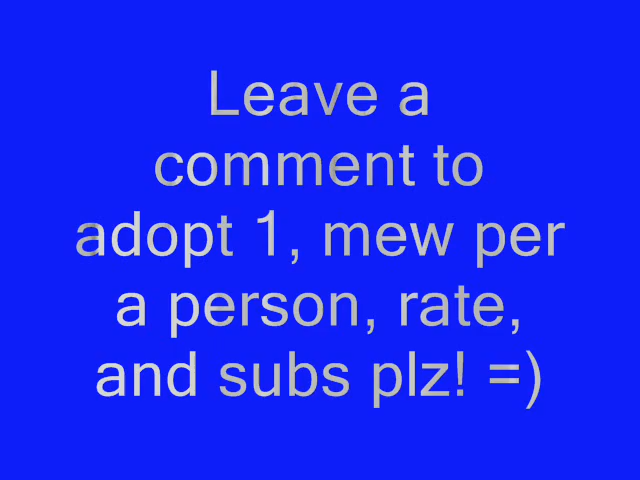 Leave a
comment to
adopt 1, mew per
a person, rate,
and subs plz! =)